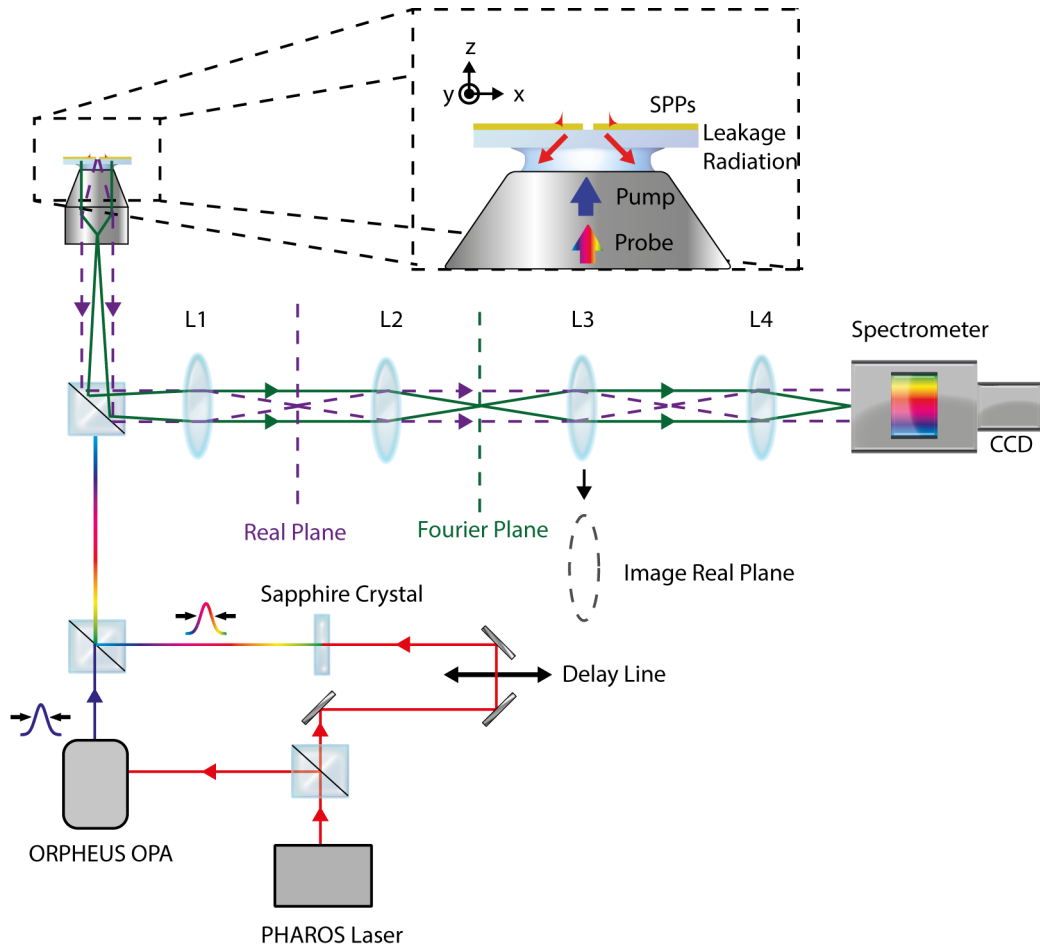 z
y
x
SPPs
Leakage
Radiation
Pump
Probe
L1
L2
L3
L4
Spectrometer
CCD
Real Plane
Fourier Plane
Image Real Plane
Sapphire Crystal
Delay Line
ORPHEUS OPA
PHAROS Laser